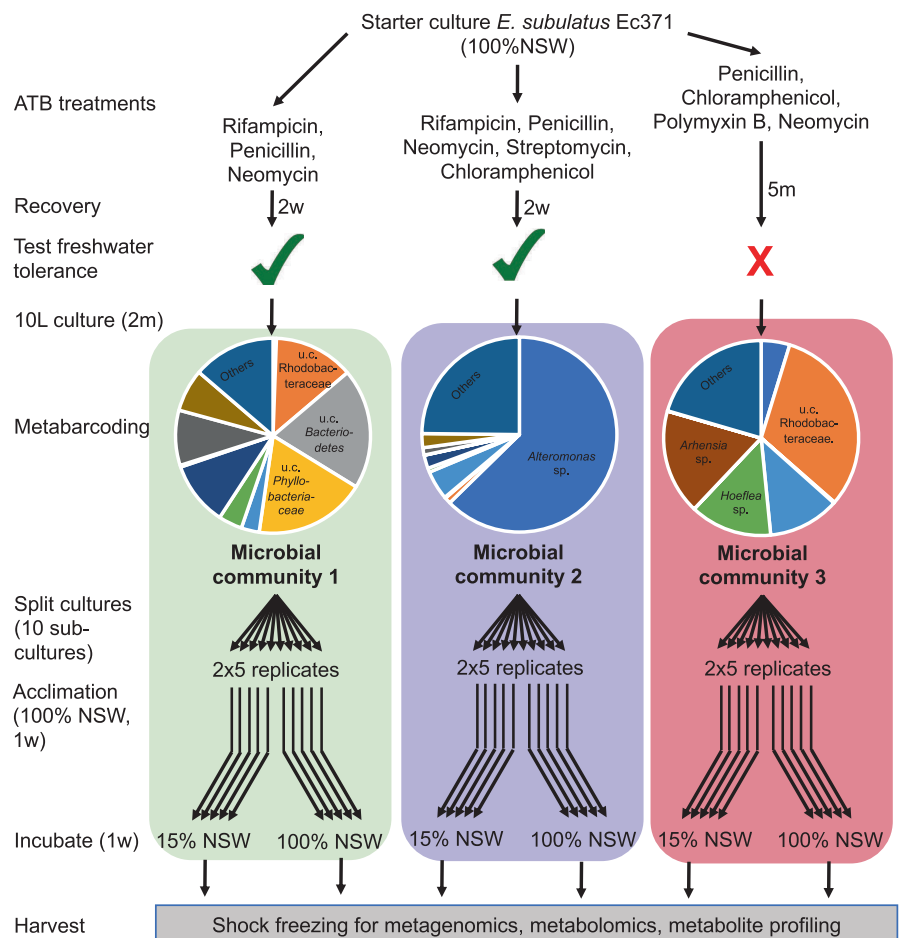 Starter culture E. subulatus Ec371
(100%NSW)
ATB treatments
Rifampicin,
Penicillin,
Neomycin
Rifampicin, Penicillin,
Neomycin, Streptomycin,
Chloramphenicol
Penicillin,
Chloramphenicol,
Polymyxin B, Neomycin
Recovery
2w
2w
5m
Test freshwater
tolerance
X
10L culture (2m)
Metabarcoding
Others
u.c.
Rhodobac-
teraceae
u.c.
Bacterio-
detes
u.c.
Phyllo-
bacteria-
ceae
Others
Alteromonas
sp.
Others
u.c.
Rhodobac-
teraceae.
Arhensia
sp.
Hoeflea
sp.
Microbial
community 1
Microbial
community 2
Microbial
community 3
Split cultures
(10 sub-
cultures)
2x5 replicates
2x5 replicates
2x5 replicates
Acclimation
(100% NSW,
1w)
Incubate (1w)
15% NSW
100% NSW
15% NSW
100% NSW
15% NSW
100% NSW
Harvest
Shock freezing for metagenomics, metabolomics, metabolite profiling